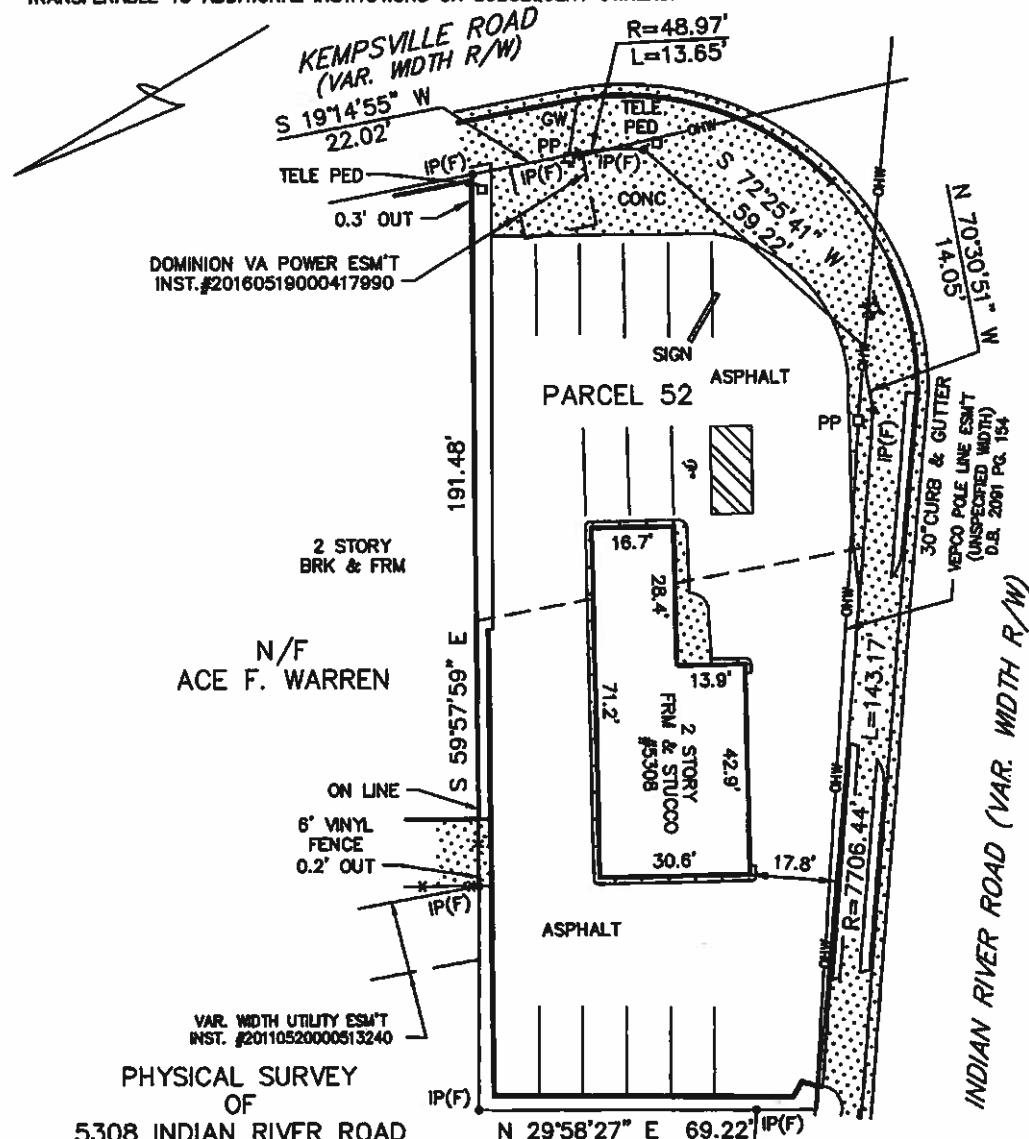 KEMPSVILLE ROAD
(VAR. WIDTH R/W)
R=48.97'
L=13.65'
S 19°14'55" W
22.02'
GW
TELE
PED
OHW
PP
IP(F)
IP(F)
IP(F)
TELE PED
0.3' OUT
CONC
S 72°25'41" W
59.22'
OHW
N 70°30'51" W
14.05'
DOMINION VA POWER ESM'T
INST.#20160519000417990
SIGN
ASPHALT
OHW
PARCEL 52
PP
IP(F)
30" CURB & GUTTER
VEPCO POLE LINE ESM'T
(UNSPECIFIED WIDTH)
D.B. 2091 PG. 154
191.48'
S 59°57'59" E
2 STORY
BRK & FRM
16.7'
28.4'
N/F
ACE F. WARREN
13.9'
71.2'
2 STORY
FRM & STUCCO
#5308
42.9'
OHW
L=143.17'
R=7706.44'
INDIAN RIVER ROAD (VAR. WIDTH R/W)
ON LINE
6' VINYL
FENCE
0.2' OUT
30.6'
17.8'
OHW
IP(F)
ASPHALT
OHW
VAR. WIDTH UTILITY ESM'T
INST. #20110520000513240
PHYSICAL SURVEY
OF
5308 INDIAN RIVER ROAD
IP(F)
N 29°58'27" E 69.22'
IP(F)